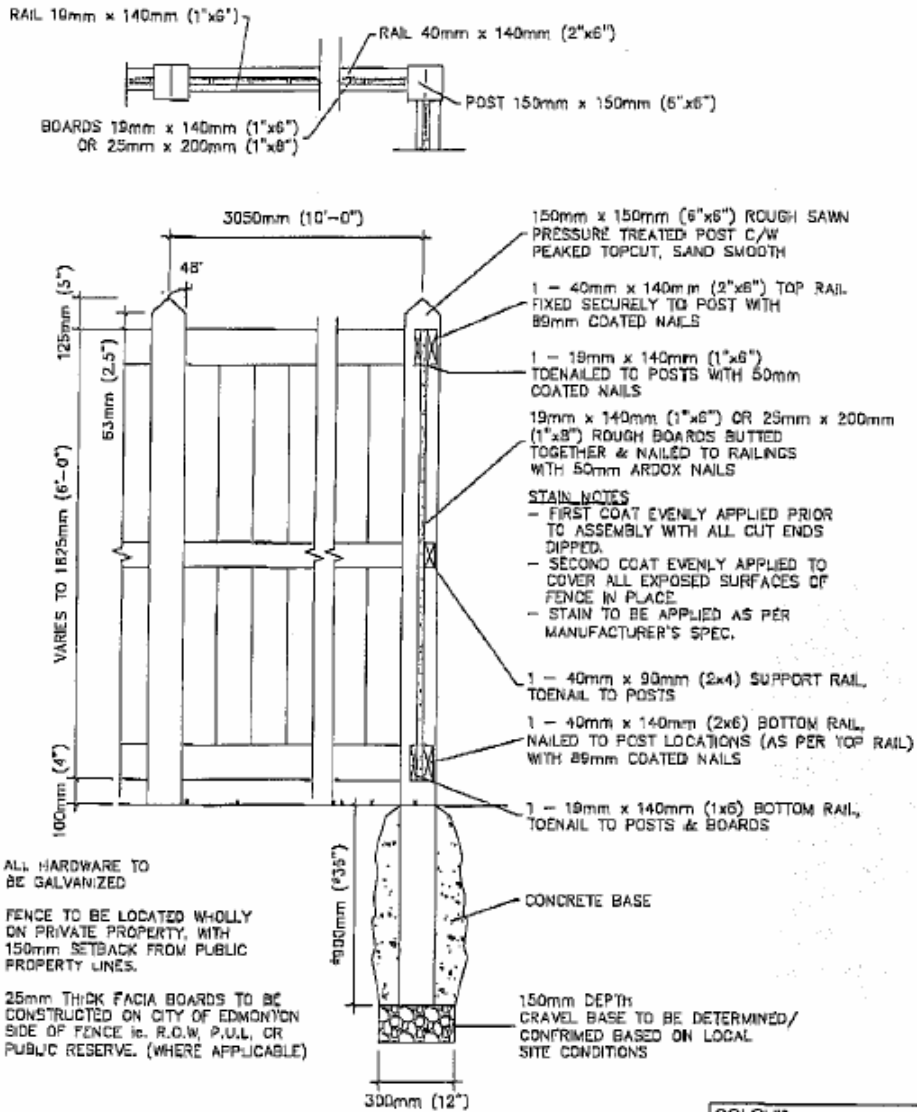 RAIL 19mm x 140mm (1"x6")
RAIL 40mm x 140mm (2"x6")
POST 150mm x 150mm (6"x6")
BOARDS 19mm x 140mm (1"x6")
OR 25mm x 200mm (1"x8")
3050mm (10'-0")
48'
125mm (5")
63mm (2.5")
VARIES TO 1825mm (6'-0")
100mm (4")
150mm x 150mm (6"x6") ROUGH SAWN
PRESSURE TREATED POST C/W
PEAKED TOPCUT, SAND SMOOTH
1 - 40mm x 140mm (2"x6") TOP RAIL
FIXED SECURELY TO POST WITH
89mm COATED NAILS
1 - 19mm x 140mm (1"x6")
TOENAILED TO POSTS WITH 50mm
COATED NAILS
19mm x 140mm (1"x6") OR 25mm x 200mm
(1"x8") ROUGH BOARDS BUTTED
TOGETHER & NAILED TO RAILINGS
WITH 50mm ARDOX NAILS
STAIN NOTES
- FIRST COAT EVENLY APPLIED PRIOR
TO ASSEMBLY WITH ALL CUT ENDS
DIPPED.
- SECOND COAT EVENLY APPLIED TO
COVER ALL EXPOSED SURFACES OF
FENCE IN PLACE
- STAIN TO BE APPLIED AS PER
MANUFACTURER'S SPEC.
1 - 40mm x 90mm (2x4) SUPPORT RAIL,
TOENAIL TO POSTS
1 - 40mm x 140mm (2x6) BOTTOM RAIL,
NAILED TO POST LOCATIONS (AS PER TOP RAIL)
WITH 89mm COATED NAILS
1 - 19mm x 140mm (1x6) BOTTOM RAIL,
TOENAIL TO POSTS & BOARDS
ALL HARDWARE TO
BE GALVANIZED
FENCE TO BE LOCATED WHOLLY
ON PRIVATE PROPERTY, WITH
150mm SETBACK FROM PUBLIC
PROPERTY LINES.
25mm THICK FACIA BOARDS TO BE
CONSTRUCTED ON CITY OF EDMONTON
SIDE OF FENCE ie. R.O.W, P.U.L, OR
PUBLIC RESERVE. (WHERE APPLICABLE)
CONCRETE BASE
150mm DEPTH
GRAVEL BASE TO BE DETERMINED/
CONFRIMED BASED ON LOCAL
SITE CONDITIONS
300mm (12")